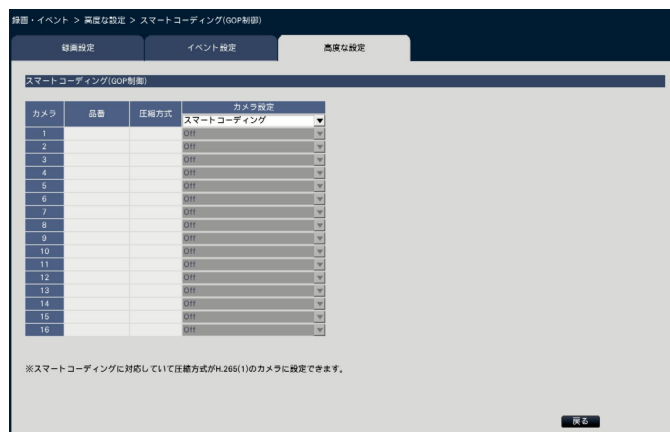 録画・イベント > 高度な設定 > スマートコーディング(GOP制御)
録画設定 イベント設定 高度な設定
スマートコーディング(GOP制御)
カメラ 品番 圧縮方式 カメラ設定
スマートコーディング
1 Off
2 Off
3 Off
4 Off
5 Off
6 Off
7 Off
8 Off
9 Off
10 Off
11 Off
12 Off
13 Off
14 Off
15 Off
16 Off
※スマートコーディングに対応していて圧縮方式がH.265(1)のカメラに設定できます。
戻る